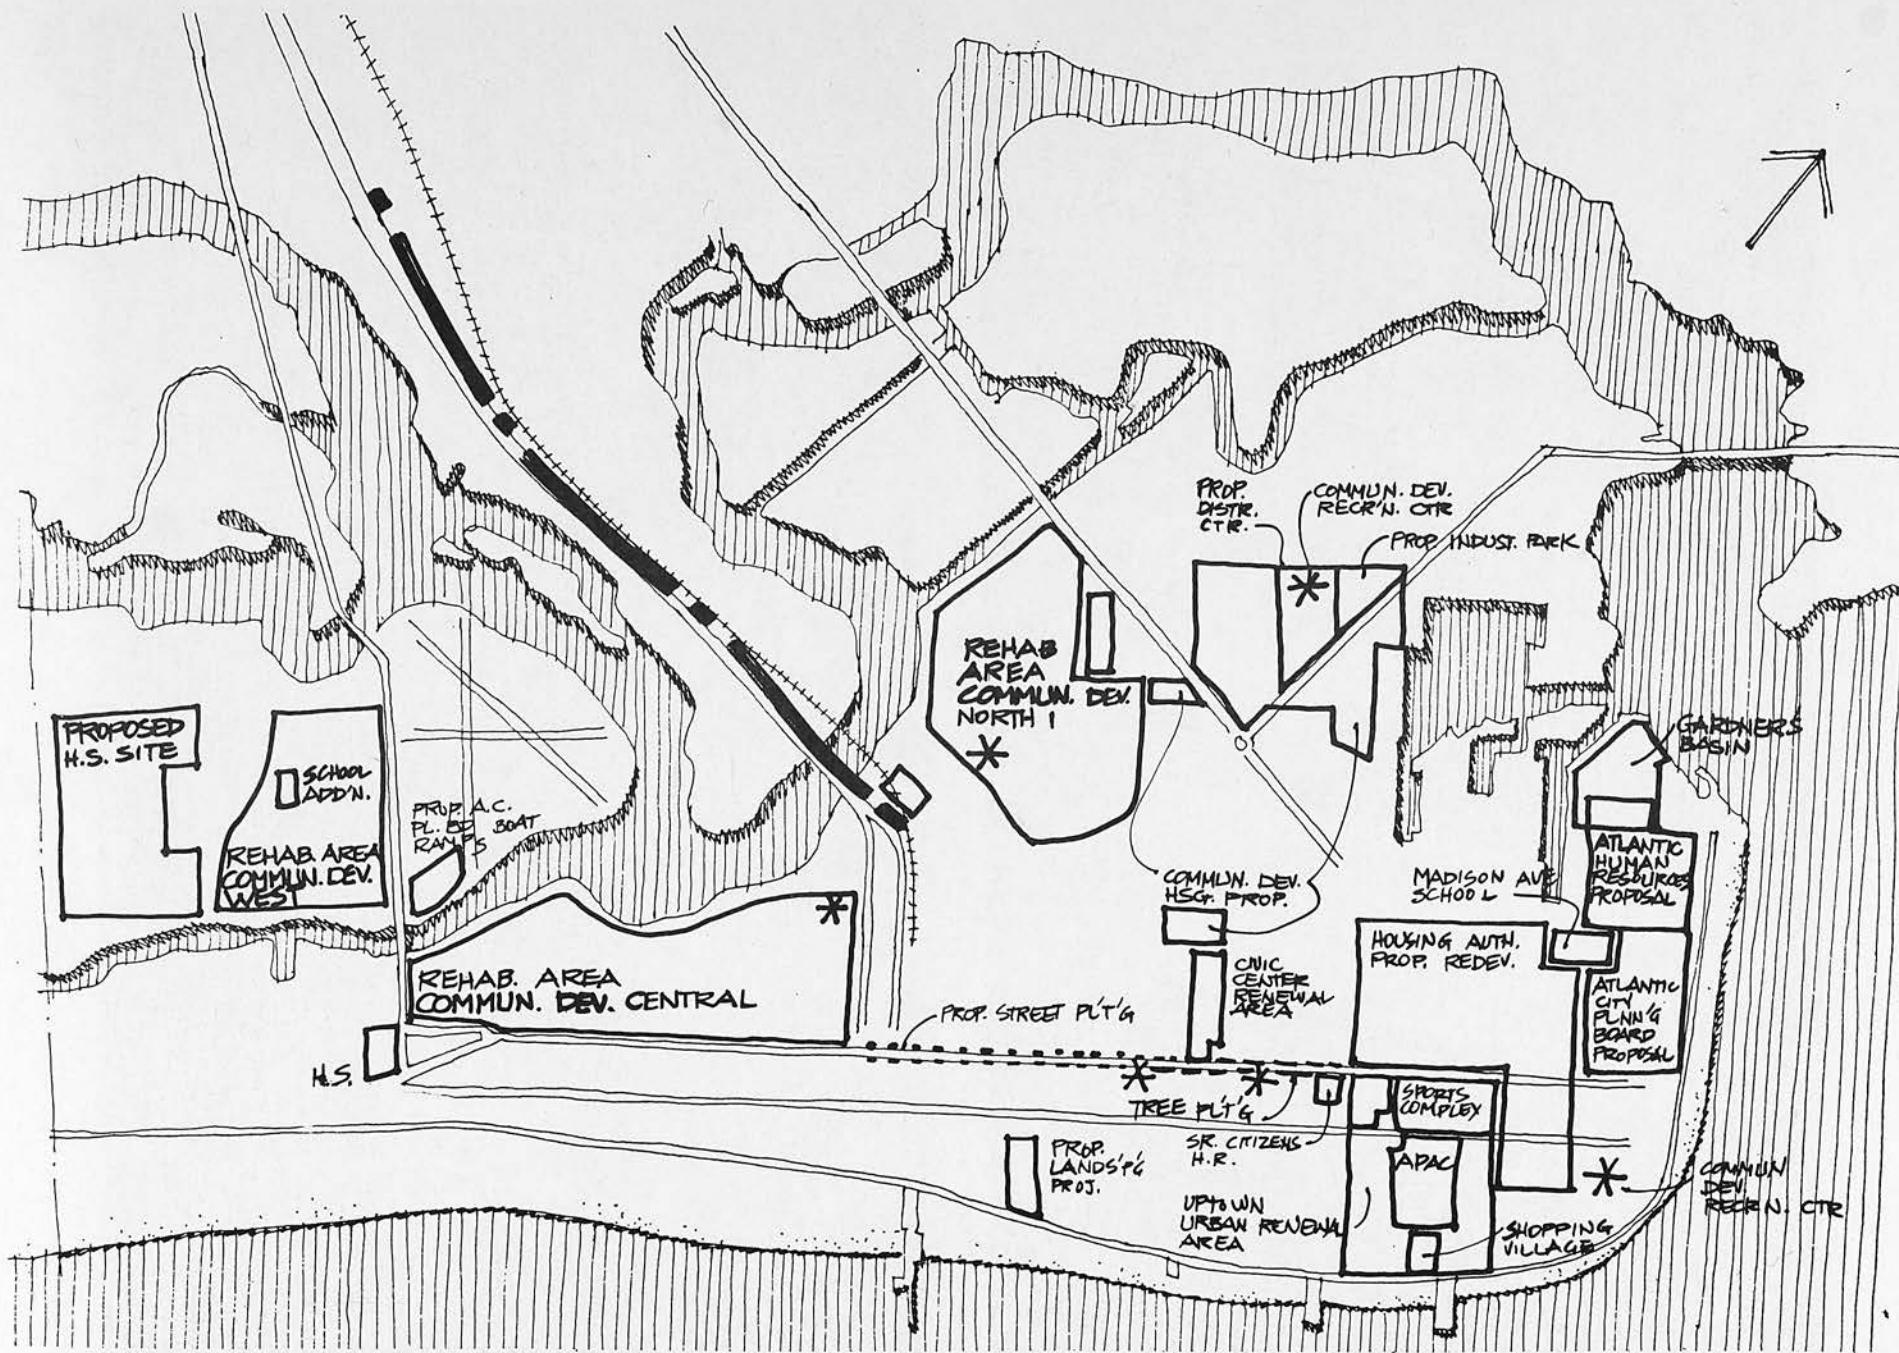 PROP.
DISTR.
CTR.
COMMUN. DEV.
RECR'N. CTR
PROP. INDUST. PARK
REHAB
AREA
COMMUN. DEV.
NORTH 1
GARDNER'S
BASIN
PROPOSED
H.S. SITE
SCHOOL
ADD'N.
PROP. A.C.
PL. BD BOAT
RAMPS
REHAB. AREA
COMMUN. DEV.
WEST
ATLANTIC
HUMAN
RESOURCES
PROPOSAL
COMMUN. DEV.
HSG. PROP.
MADISON AVE
SCHOOL
HOUSING AUTH.
PROP. REDEV.
REHAB. AREA
COMMUN. DEV. CENTRAL
CIVIC
CENTER
RENEWAL
AREA
ATLANTIC
CITY
PLNN'G
BOARD
PROPOSAL
PROP. STREET PL'T'G
H.S.
TREE PL'T'G
SPORTS
COMPLEX
SR. CITIZENS
H.R.
PROP.
LANDS'P'G
PROJ.
APAC
COMMUN
DEV.
RECR'N. CTR
UPTOWN
URBAN RENEWAL
AREA
SHOPPING
VILLAGE